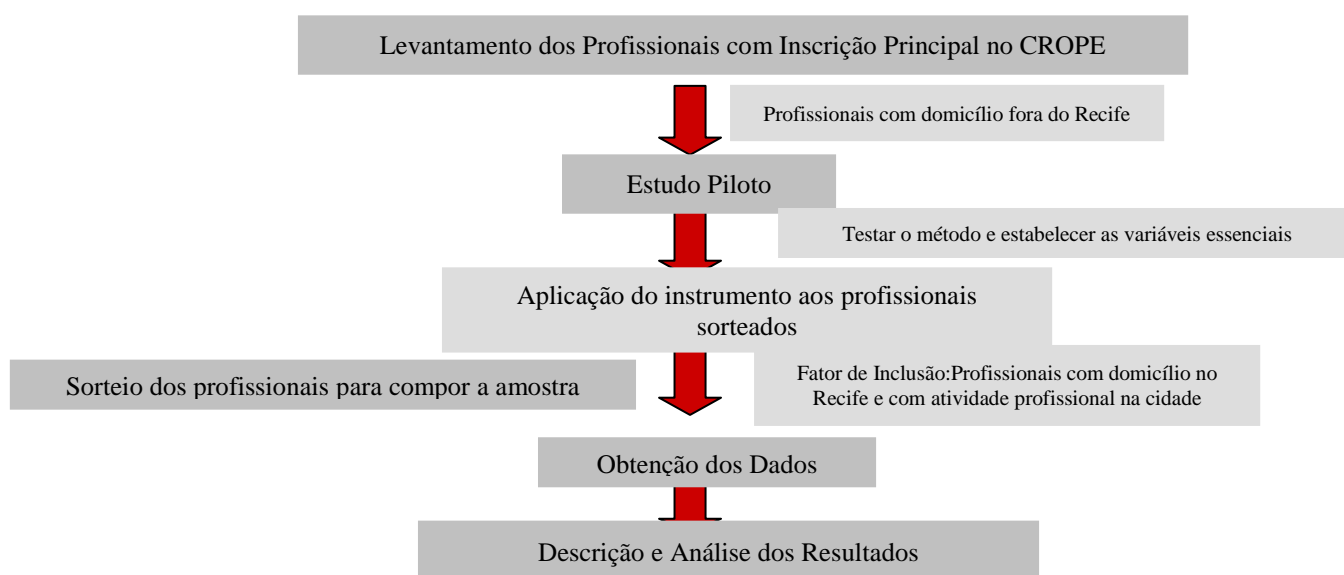 Levantamento dos Profissionais com Inscrição Principal no CROPE
Profissionais com domicílio fora do Recife
Estudo Piloto
Testar o método e estabelecer as variáveis essenciais
Aplicação do instrumento aos profissionais
sorteados
Sorteio dos profissionais para compor a amostra
Fator de Inclusão:Profissionais com domicílio no
Recife e com atividade profissional na cidade
Obtenção dos Dados
Descrição e Análise dos Resultados